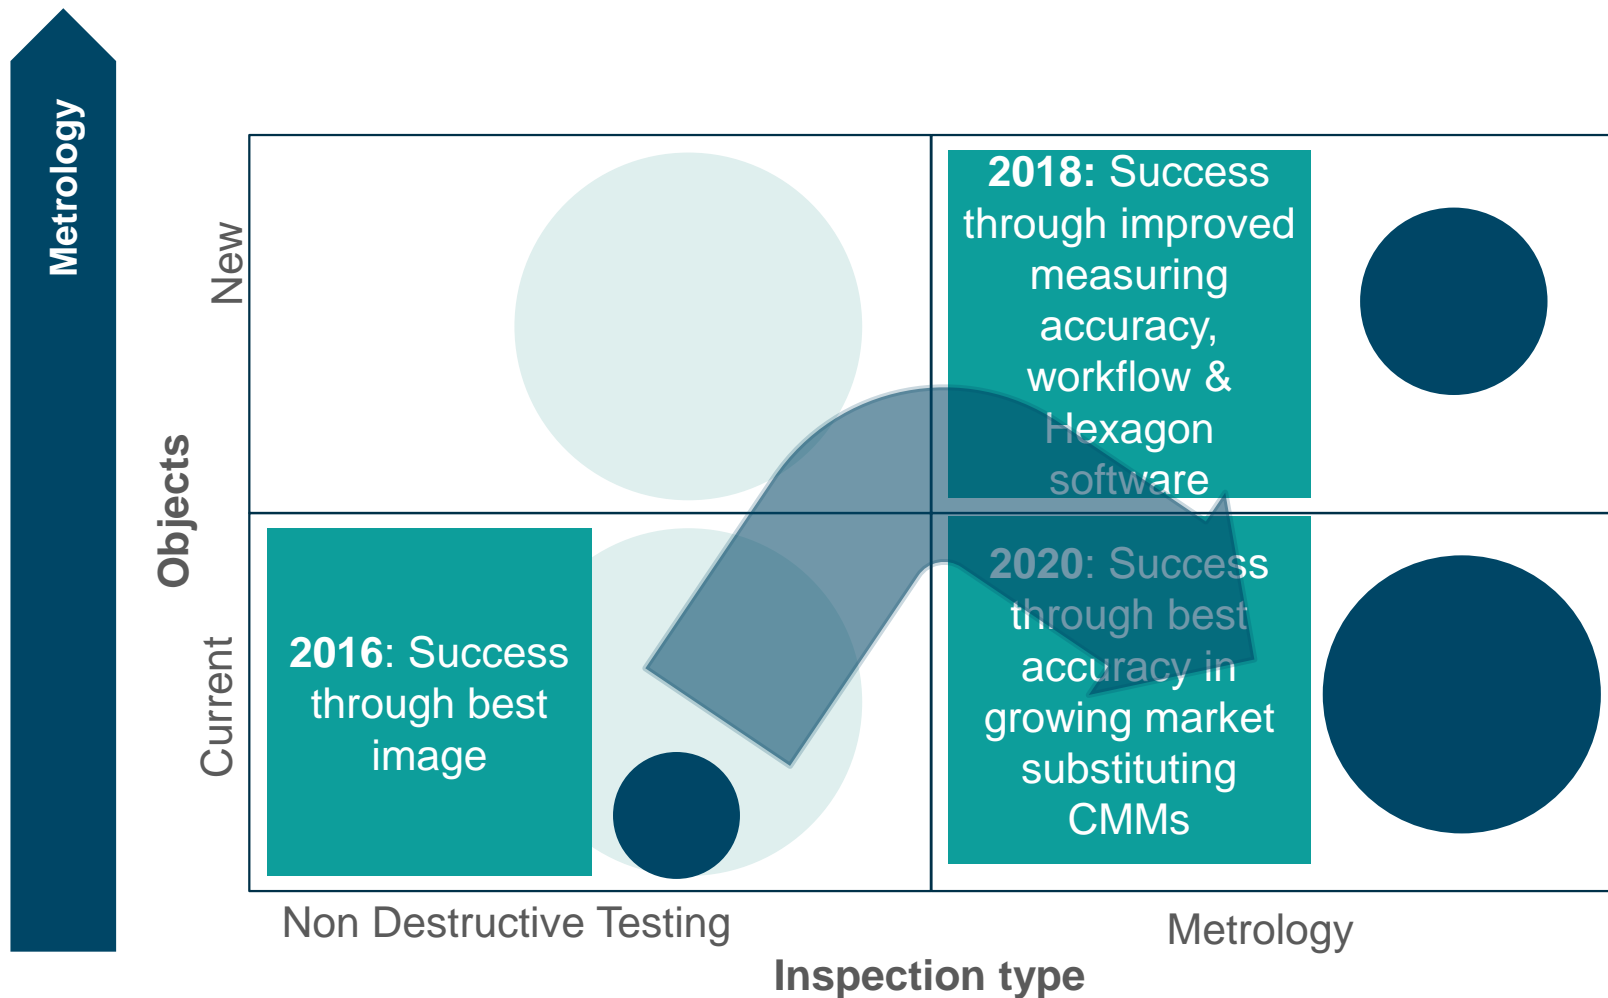 Metrology
New
2018: Success
through improved
measuring
accuracy,
workflow &
Hexagon
software
Objects
Current
2016: Success
through best
image
2020: Success
through best
accuracy in
growing market
substituting
CMMs
Non Destructive Testing
Metrology
Inspection type